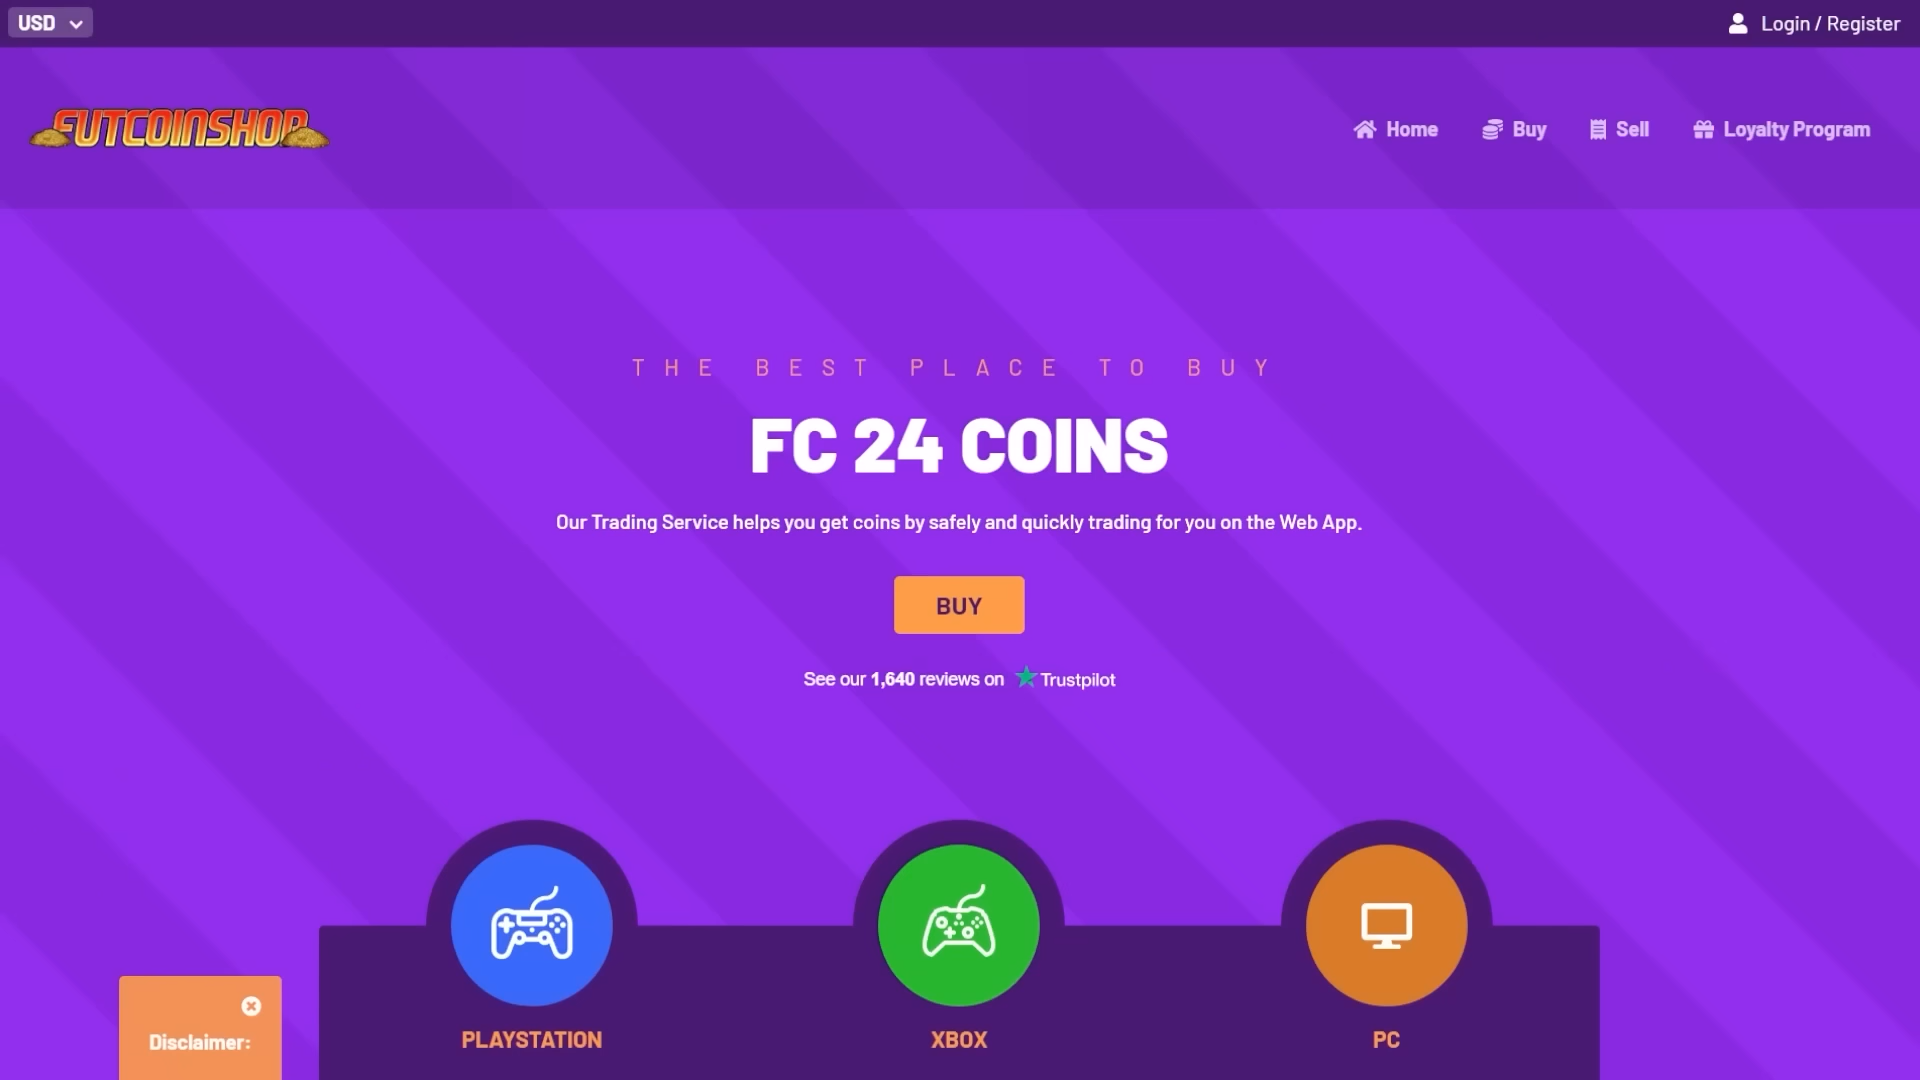 USD
Login / Register
FUTCOINSHOP
Home
Buy
Sell
Loyalty Program
THE BEST PLACE TO BUY
FC 24 COINS
Our Trading Service helps you get coins by safely and quickly trading for you on the Web App.
BUY
See our 1,640 reviews on Trustpilot
PLAYSTATION
XBOX
PC
Disclaimer: